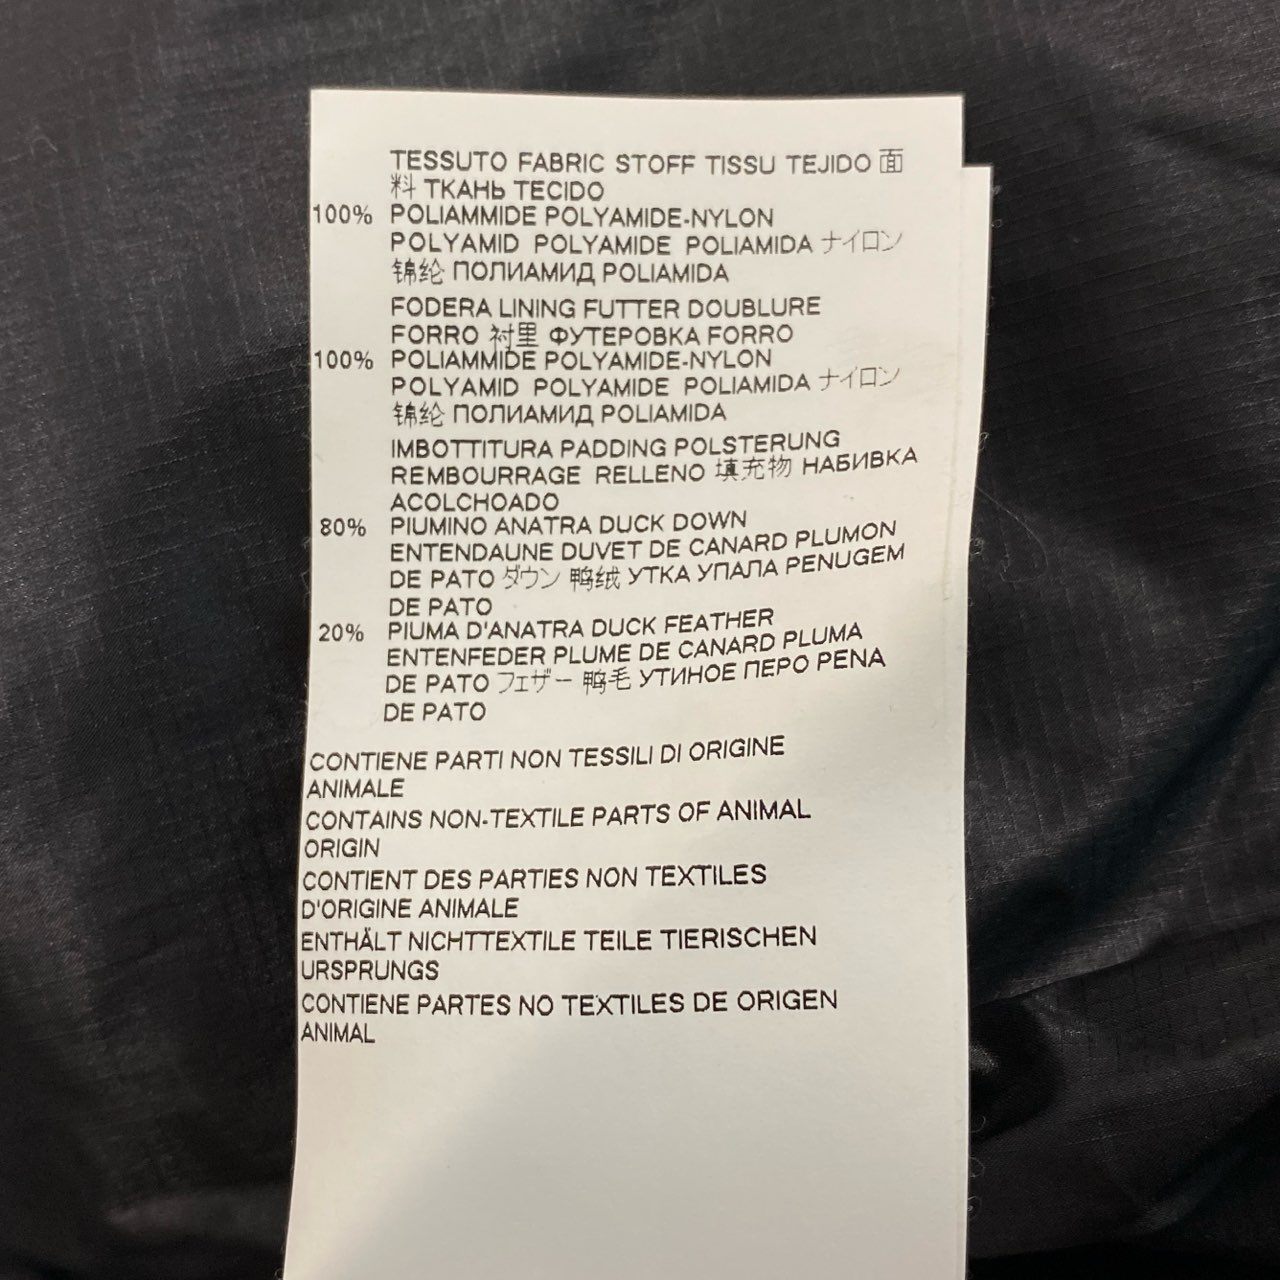 TESSUTO FABRIC STOFF TISSU TEJIDO 面
料 ТКАНЬ TECIDO
100% POLIAMMIDE POLYAMIDE-NYLON
POLYAMID POLYAMIDE POLIAMIDA ナイロン
锦纶 ПОЛИАМИД POLIAMIDA
FODERA LINING FUTTER DOUBLURE
FORRO 衬里 ФУТЕРОВКА FORRO
100% POLIAMMIDE POLYAMIDE-NYLON
POLYAMID POLYAMIDE POLIAMIDA ナイロン
锦纶 ПОЛИАМИД POLIAMIDA
IMBOTTITURA PADDING POLSTERUNG
REMBOURRAGE RELLENO 填充物 НАБИВКА
ACOLCHOADO
80% PIUMINO ANATRA DUCK DOWN
ENTENDAUNE DUVET DE CANARD PLUMON
DE PATO ダウン 鸭绒 УТКА УПАЛА PENUGEM
DE PATO
20% PIUMA D'ANATRA DUCK FEATHER
ENTENFEDER PLUME DE CANARD PLUMA
DE PATO フェザー 鸭毛 УТИНОЕ ПЕРО PENA
DE PATO
CONTIENE PARTI NON TESSILI DI ORIGINE
ANIMALE
CONTAINS NON-TEXTILE PARTS OF ANIMAL
ORIGIN
CONTIENT DES PARTIES NON TEXTILES
D'ORIGINE ANIMALE
ENTHÄLT NICHTTEXTILE TEILE TIERISCHEN
URSPRUNGS
CONTIENE PARTES NO TEXTILES DE ORIGEN
ANIMAL